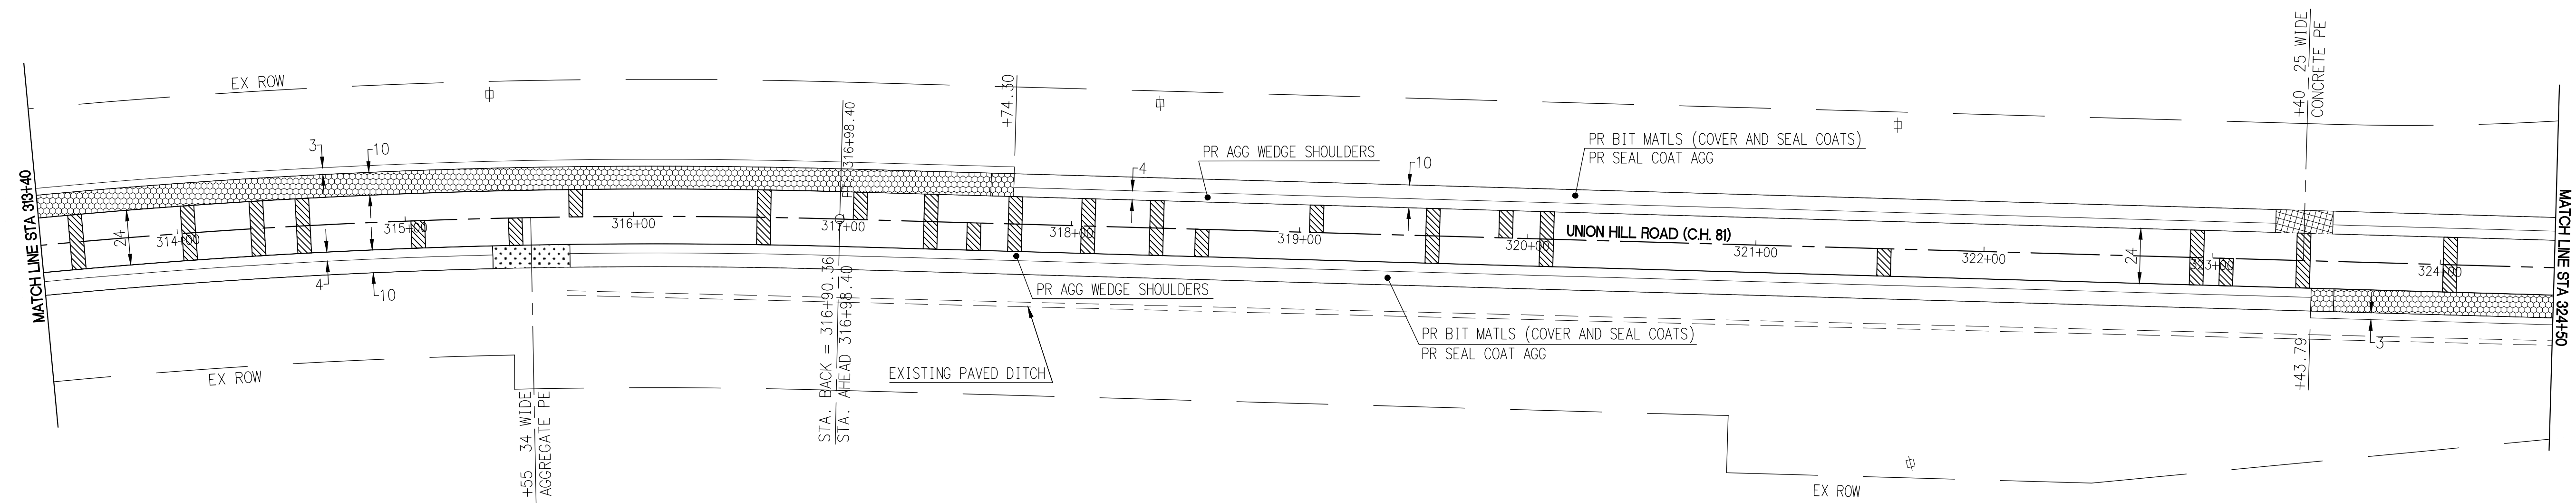 MATCH LINE STA 313+40
EX ROW
3
10
24
314+00
4
10
EX ROW
315+00
+55 34 WIDE
AGGREGATE PE
316+00
PT: 316+98.40
317+00
STA. BACK = 316+90.36
STA. AHEAD 316+98.40
+74.30
EXISTING PAVED DITCH
PR AGG WEDGE SHOULDERS
318+00
4
PR AGG WEDGE SHOULDERS
319+00
10
PR BIT MATLS (COVER AND SEAL COATS)
PR SEAL COAT AGG
PR BIT MATLS (COVER AND SEAL COATS)
PR SEAL COAT AGG
320+00
UNION HILL ROAD (C.H. 81)
321+00
EX ROW
322+00
24
323+00
+40 25 WIDE
CONCRETE PE
+43.79
3
324+00
MATCH LINE STA 324+50